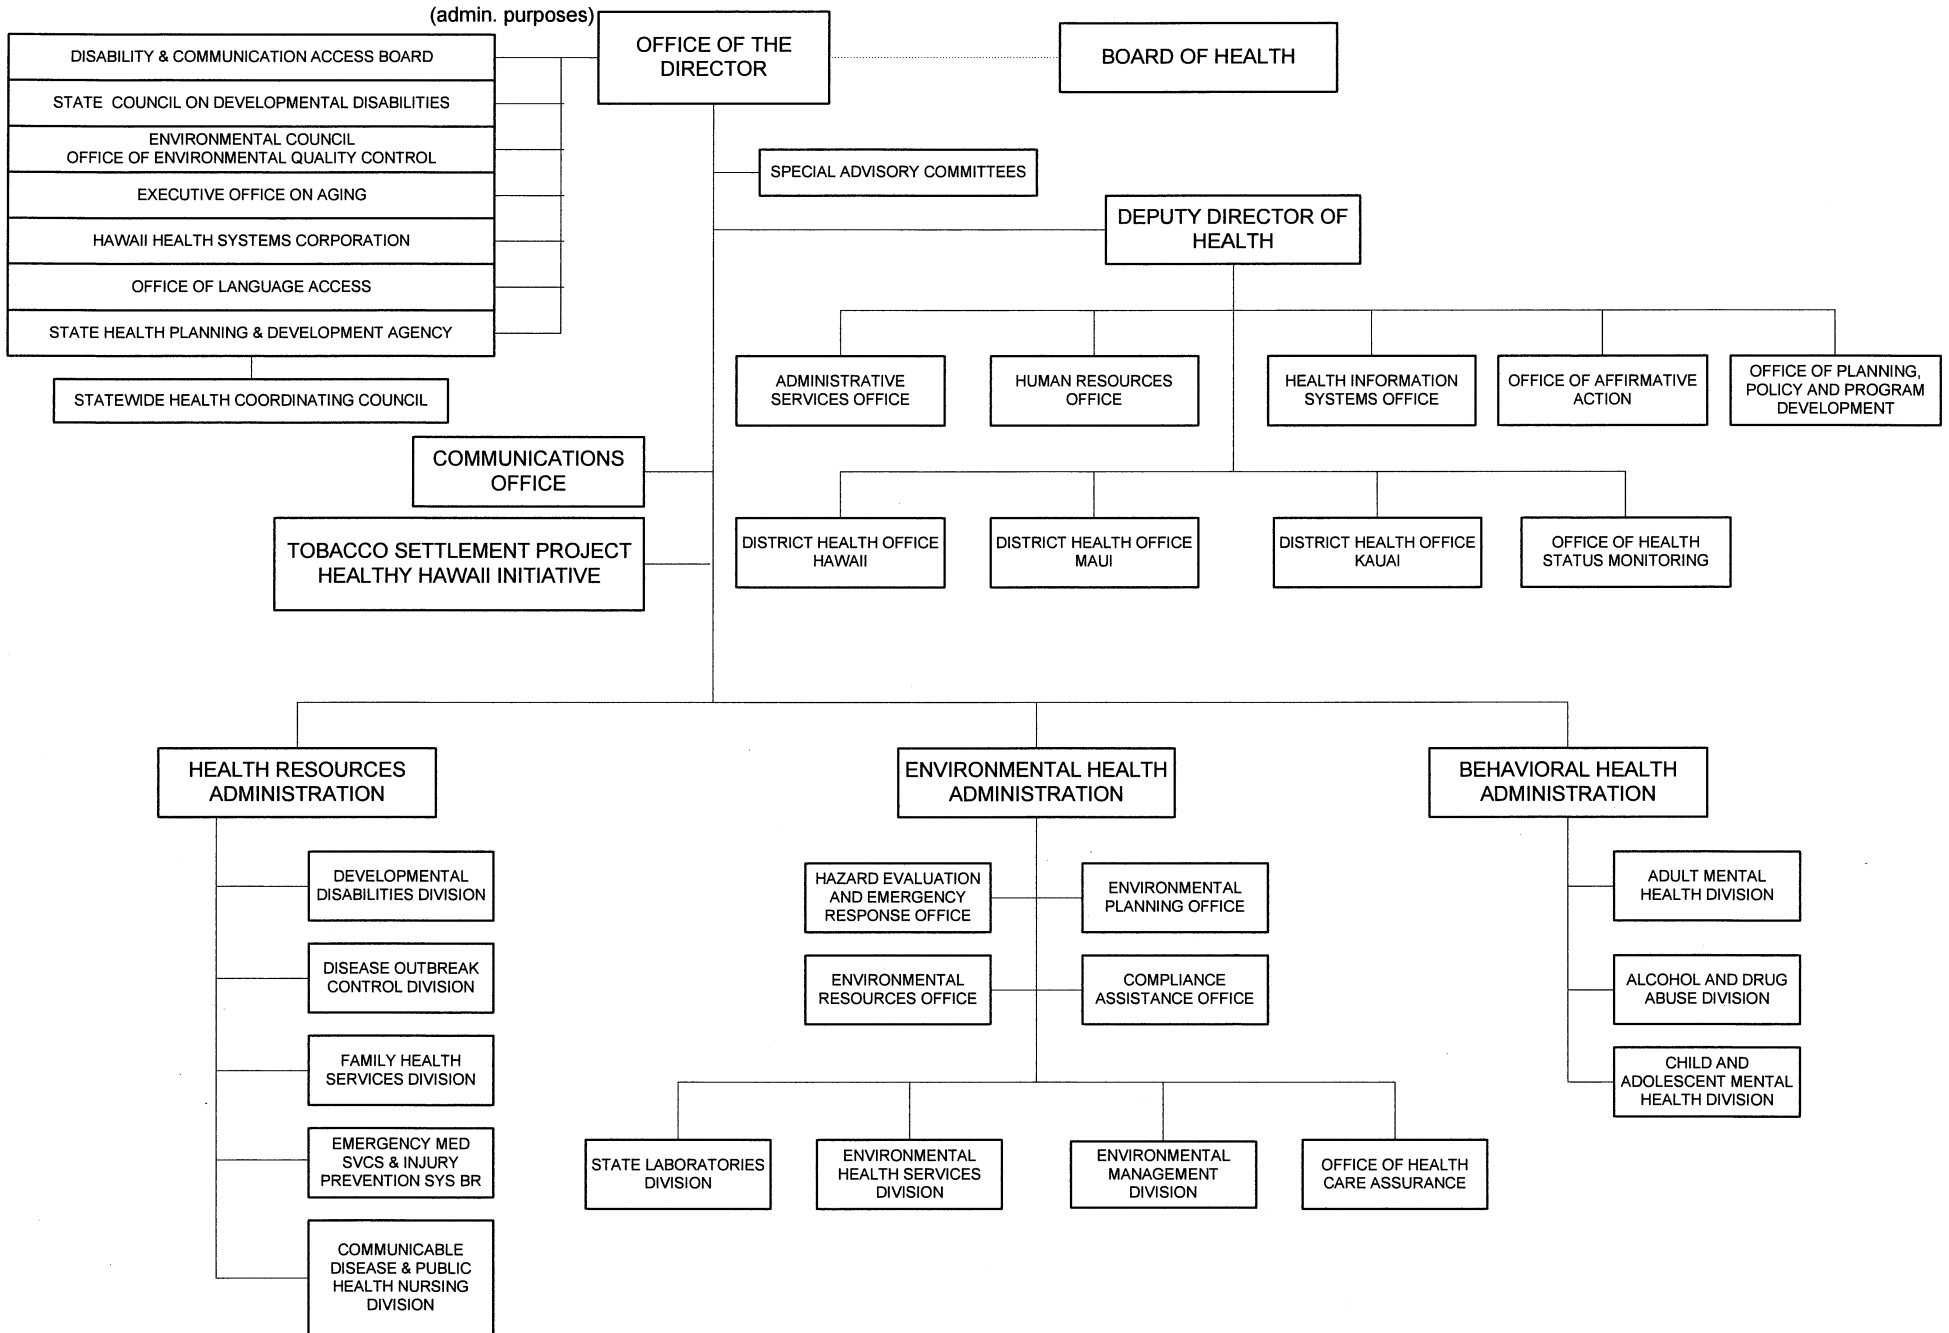 (admin. purposes)
OFFICE OF THE
DIRECTOR
BOARD OF HEALTH
DISABILITY & COMMUNICATION ACCESS BOARD
STATE COUNCIL ON DEVELOPMENTAL DISABILITIES
ENVIRONMENTAL COUNCIL
OFFICE OF ENVIRONMENTAL QUALITY CONTROL
EXECUTIVE OFFICE ON AGING
HAWAII HEALTH SYSTEMS CORPORATION
OFFICE OF LANGUAGE ACCESS
STATE HEALTH PLANNING & DEVELOPMENT AGENCY
STATEWIDE HEALTH COORDINATING COUNCIL
SPECIAL ADVISORY COMMITTEES
DEPUTY DIRECTOR OF
HEALTH
ADMINISTRATIVE
SERVICES OFFICE
HUMAN RESOURCES
OFFICE
HEALTH INFORMATION
SYSTEMS OFFICE
OFFICE OF AFFIRMATIVE
ACTION
OFFICE OF PLANNING,
POLICY AND PROGRAM
DEVELOPMENT
COMMUNICATIONS
OFFICE
TOBACCO SETTLEMENT PROJECT
HEALTHY HAWAII INITIATIVE
DISTRICT HEALTH OFFICE
HAWAII
DISTRICT HEALTH OFFICE
MAUI
DISTRICT HEALTH OFFICE
KAUAI
OFFICE OF HEALTH
STATUS MONITORING
HEALTH RESOURCES
ADMINISTRATION
DEVELOPMENTAL
DISABILITIES DIVISION
DISEASE OUTBREAK
CONTROL DIVISION
FAMILY HEALTH
SERVICES DIVISION
EMERGENCY MED
SVCS & INJURY
PREVENTION SYS BR
COMMUNICABLE
DISEASE & PUBLIC
HEALTH NURSING
DIVISION
ENVIRONMENTAL HEALTH
ADMINISTRATION
HAZARD EVALUATION
AND EMERGENCY
RESPONSE OFFICE
ENVIRONMENTAL
PLANNING OFFICE
ENVIRONMENTAL
RESOURCES OFFICE
COMPLIANCE
ASSISTANCE OFFICE
STATE LABORATORIES
DIVISION
ENVIRONMENTAL
HEALTH SERVICES
DIVISION
ENVIRONMENTAL
MANAGEMENT
DIVISION
OFFICE OF HEALTH
CARE ASSURANCE
BEHAVIORAL HEALTH
ADMINISTRATION
ADULT MENTAL
HEALTH DIVISION
ALCOHOL AND DRUG
ABUSE DIVISION
CHILD AND
ADOLESCENT MENTAL
HEALTH DIVISION